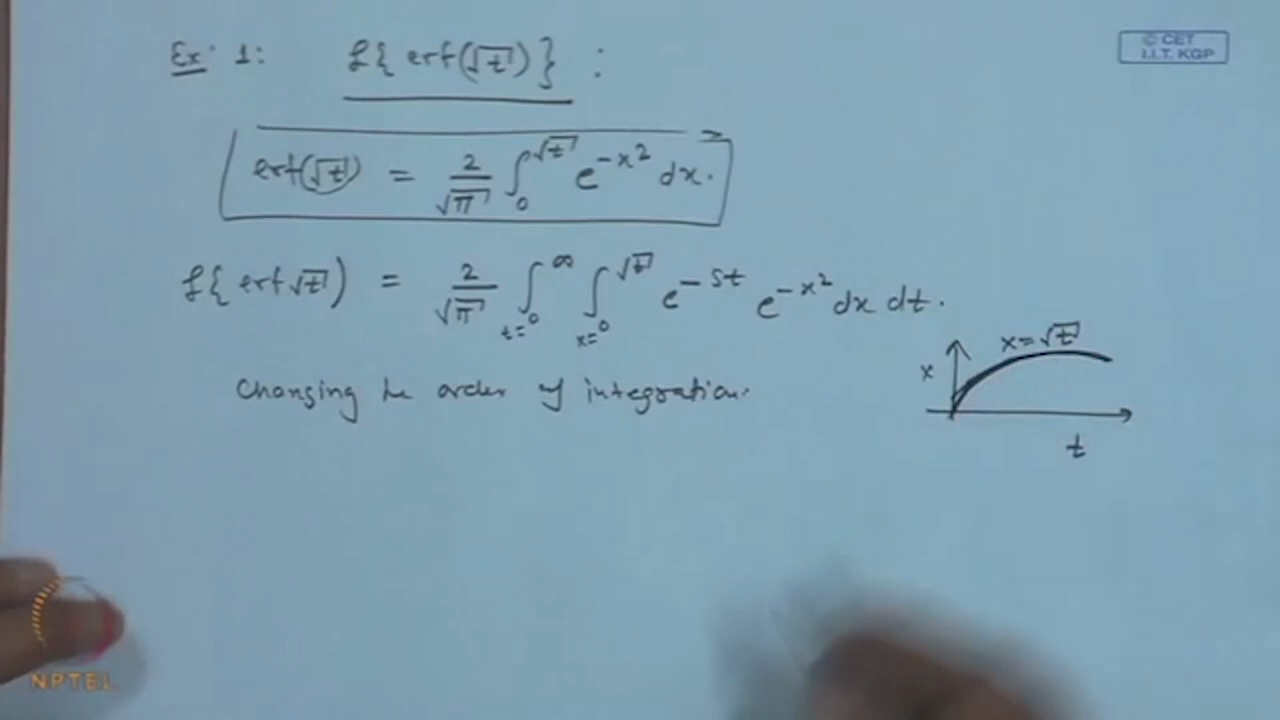 © CET
I.I.T. KGP
Ex: 1: £{erf(√t)} :
erf(√t) = 2/√π ∫₀^√t e^-x² dx.
£{erf√t) = 2/√π ∫_{t=0}^∞ ∫_{x=0}^√t e^-st e^-x² dx dt.
x=√t
x
Changing the order of integration.
t
NPTEL